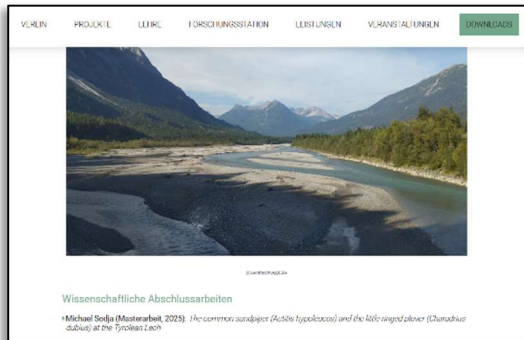 VEREIN PROJEKTE LEHRE FORSCHUNGSSTATION LEISTUNGEN VERANSTALTUNGEN DOWNLOADS
Wissenschaftliche Abschlussarbeiten
Michael Sodja (Masterarbeit, 2025): The common sandpiper (Actitis hypoleucos) and the little ringed plover (Charadrius
dubius) at the Tyrolean Lech